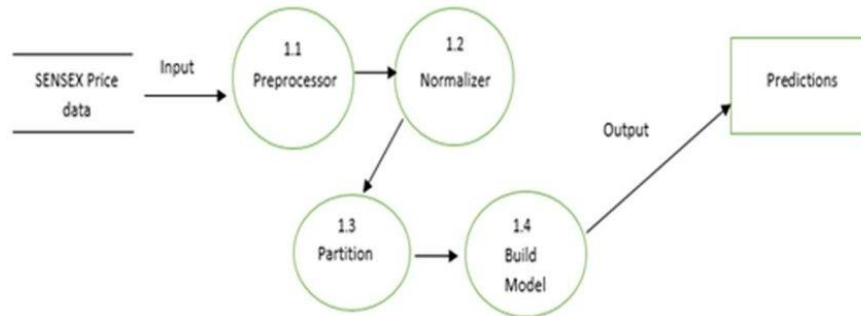 SENSEX Price
data
Input
1.1
Preprocessor
1.2
Normalizer
1.3
Partition
1.4
Build
Model
Output
Predictions